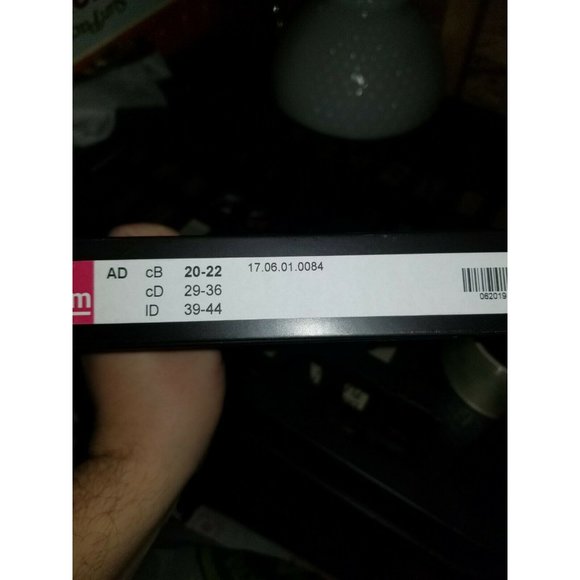 m
AD cB 20-22 17.06.01.0084
cD 29-36
ID 39-44
062019